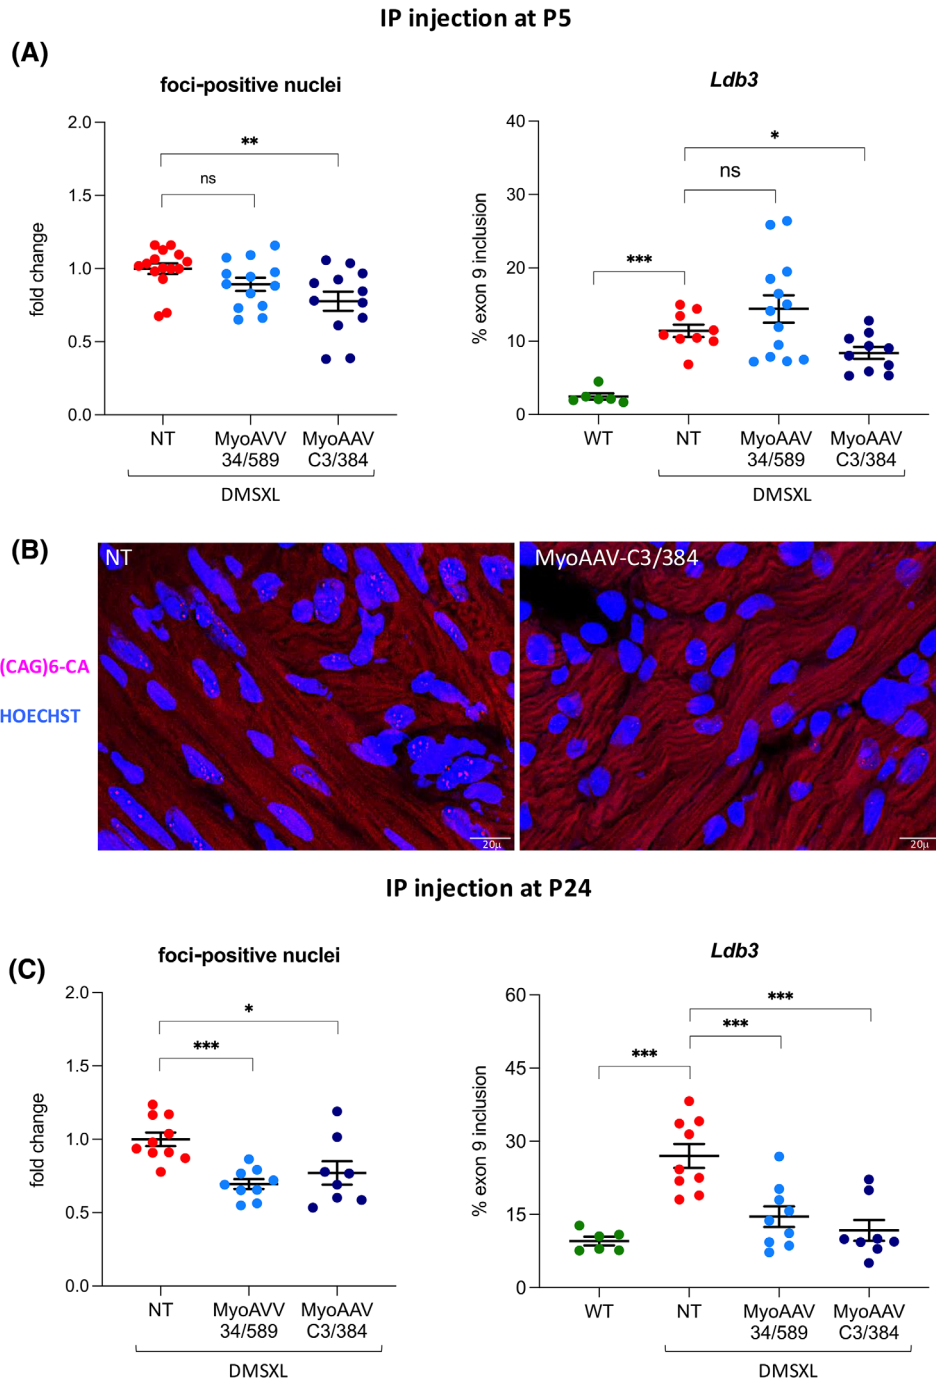 IP injection at P5
(A)
foci-positive nuclei
2.0
1.5
1.0
0.5
0.0
fold change
**
ns
NT
MyoAVV
34/589
MyoAAV
C3/384
DMSXL
Ldb3
40
30
20
10
0
% exon 9 inclusion
*
ns
***
WT
NT
MyoAAV
34/589
MyoAAV
C3/384
DMSXL
(B)
NT
MyoAAV-C3/384
(CAG)6-CA
HOECHST
20µ
20µ
IP injection at P24
(C)
foci-positive nuclei
2.0
1.5
1.0
0.5
0.0
fold change
*
***
NT
MyoAVV
34/589
MyoAAV
C3/384
DMSXL
Ldb3
60
45
30
15
0
% exon 9 inclusion
***
***
***
WT
NT
MyoAAV
34/589
MyoAAV
C3/384
DMSXL